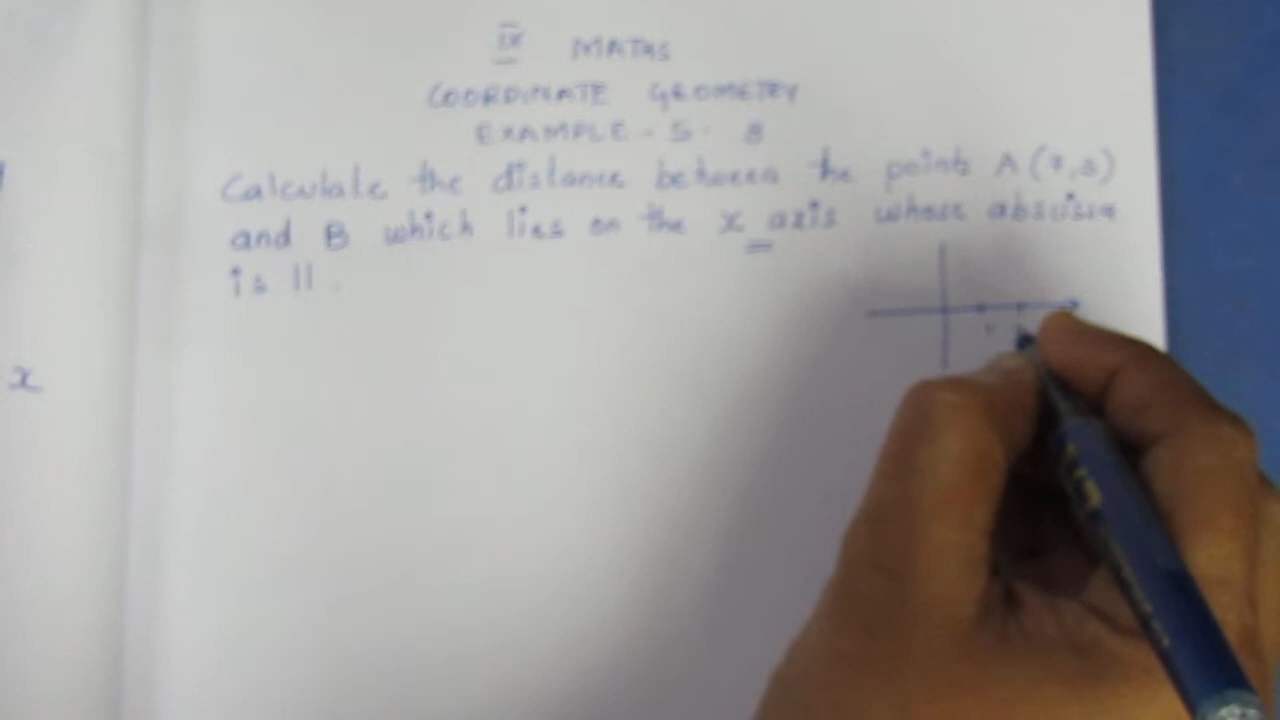 IX MATHS
COORDINATE GEOMETRY
EXAMPLE - 5. 8
Calculate the distance between the points A (7,3)
and B which lies on the x axis whose abscissa
is 11.
x